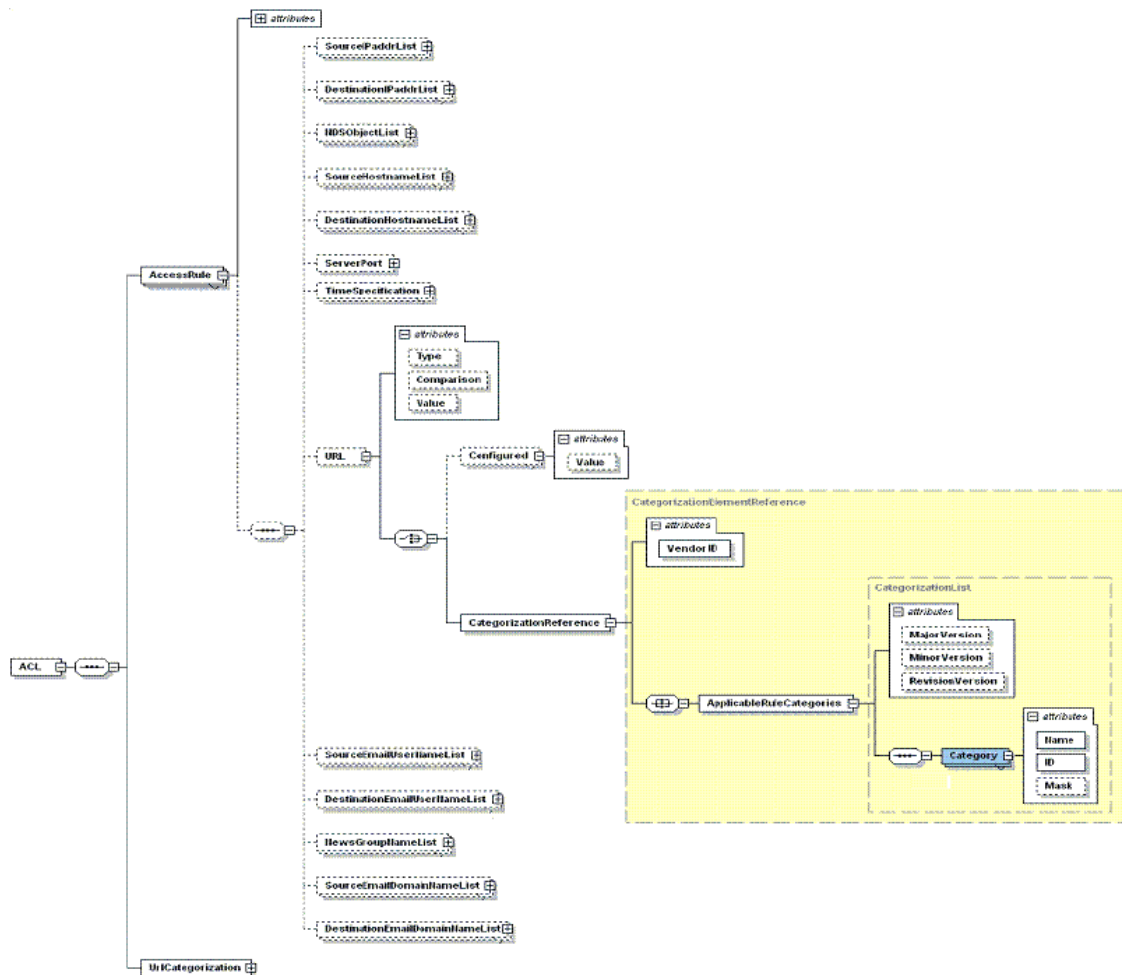 attributes
SourceIPaddrList
DestinationIPaddrList
NDSObjectList
SourceHostnameList
DestinationHostnameList
AccessRule
ServerPort
TimeSpecification
attributes
Type
Comparison
Value
URL
Configured
attributes
Value
CategorizationElementReference
attributes
VendorID
CategorizationList
attributes
MajorVersion
MinorVersion
RevisionVersion
CategorizationReference
ACL
ApplicableRuleCategories
attributes
Name
ID
Mask
Category
SourceEmailUserNameList
DestinationEmailUserNameList
NewsGroupNameList
SourceEmailDomainNameList
DestinationEmailDomainNameList
UrlCategorization